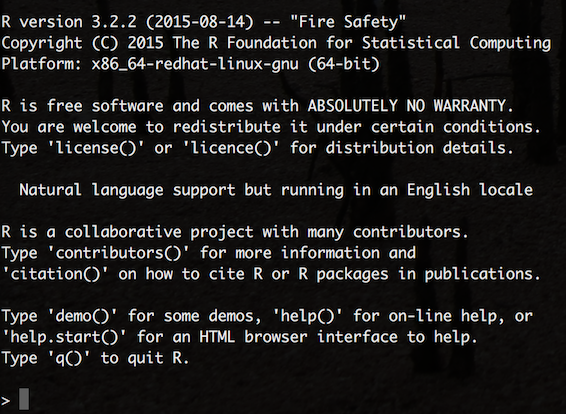 R version 3.2.2 (2015-08-14) -- "Fire Safety"
Copyright (C) 2015 The R Foundation for Statistical Computing
Platform: x86_64-redhat-linux-gnu (64-bit)
R is free software and comes with ABSOLUTELY NO WARRANTY.
You are welcome to redistribute it under certain conditions.
Type 'license()' or 'licence()' for distribution details.
Natural language support but running in an English locale
R is a collaborative project with many contributors.
Type 'contributors()' for more information and
'citation()' on how to cite R or R packages in publications.
Type 'demo()' for some demos, 'help()' for on-line help, or
'help.start()' for an HTML browser interface to help.
Type 'q()' to quit R.
>